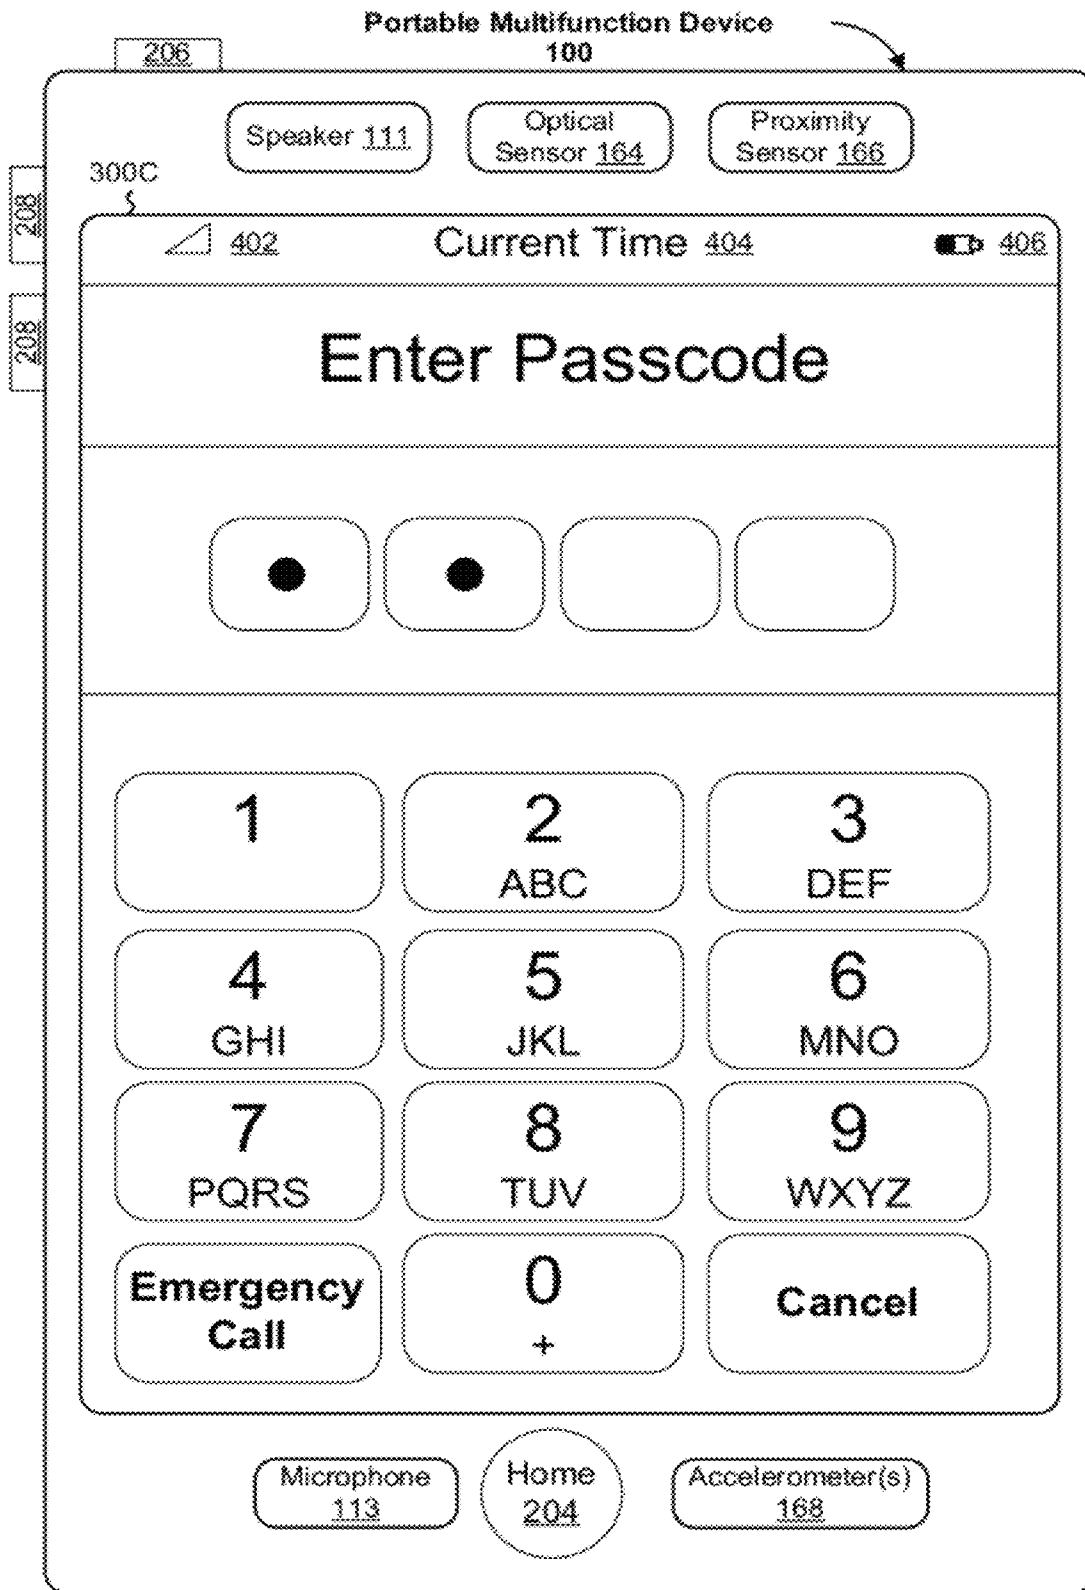 Portable Multifunction Device
100
206
Speaker 111
Optical
Sensor 164
Proximity
Sensor 166
300C
208
208
402
Current Time 404
406
Enter Passcode
1
2
ABC
3
DEF
4
GHI
5
JKL
6
MNO
7
PQRS
8
TUV
9
WXYZ
Emergency
Call
0
+
Cancel
Microphone
113
Home
204
Accelerometer(s)
168